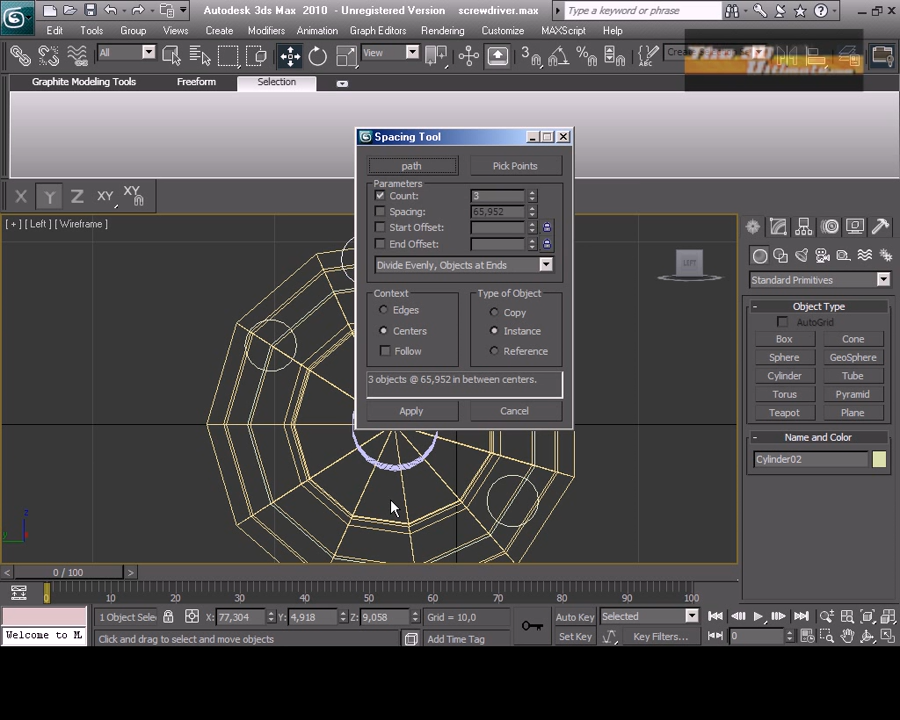 Autodesk 3ds Max 2010 - Unregistered Version screwdriver.max
Type a keyword or phrase
Edit Tools Group Views Create Modifiers Animation Graph Editors Rendering Customize MAXScript Help
All View
Graphite Modeling Tools Freeform Selection
X Y Z XY XY
[ + ] [ Left ] [ Wireframe ]
LEFT
Spacing Tool
path Pick Points
Parameters
Count: 3
Spacing: 65,952
Start Offset:
End Offset:
Divide Evenly, Objects at Ends
Context
Edges
Centers
Follow
Type of Object
Copy
Instance
Reference
3 objects @ 65,952 in between centers.
Apply Cancel
Standard Primitives
- Object Type
AutoGrid
Box Cone
Sphere GeoSphere
Cylinder Tube
Torus Pyramid
Teapot Plane
- Name and Color
Cylinder02
z
y
< 0 / 100 >
0 10 20 30 40 50 60 70 80 90 100
1 Object Sele X: 77,304 Y: 4,918 Z: 9,058 Grid = 10,0 Auto Key Selected
Welcome to M Click and drag to select and move objects Add Time Tag Set Key Key Filters... 0